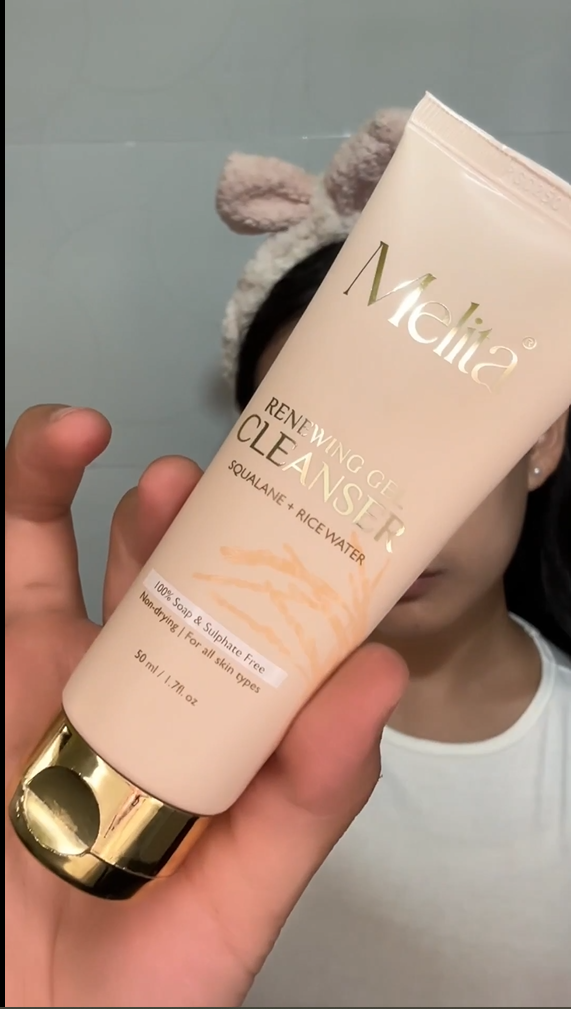 Melita®
RENEWING GEL
CLEANSER
SQUALANE + RICE WATER
100% Soap & Sulphate Free
Non-drying | For all skin types
50 ml / 1.7fl. oz